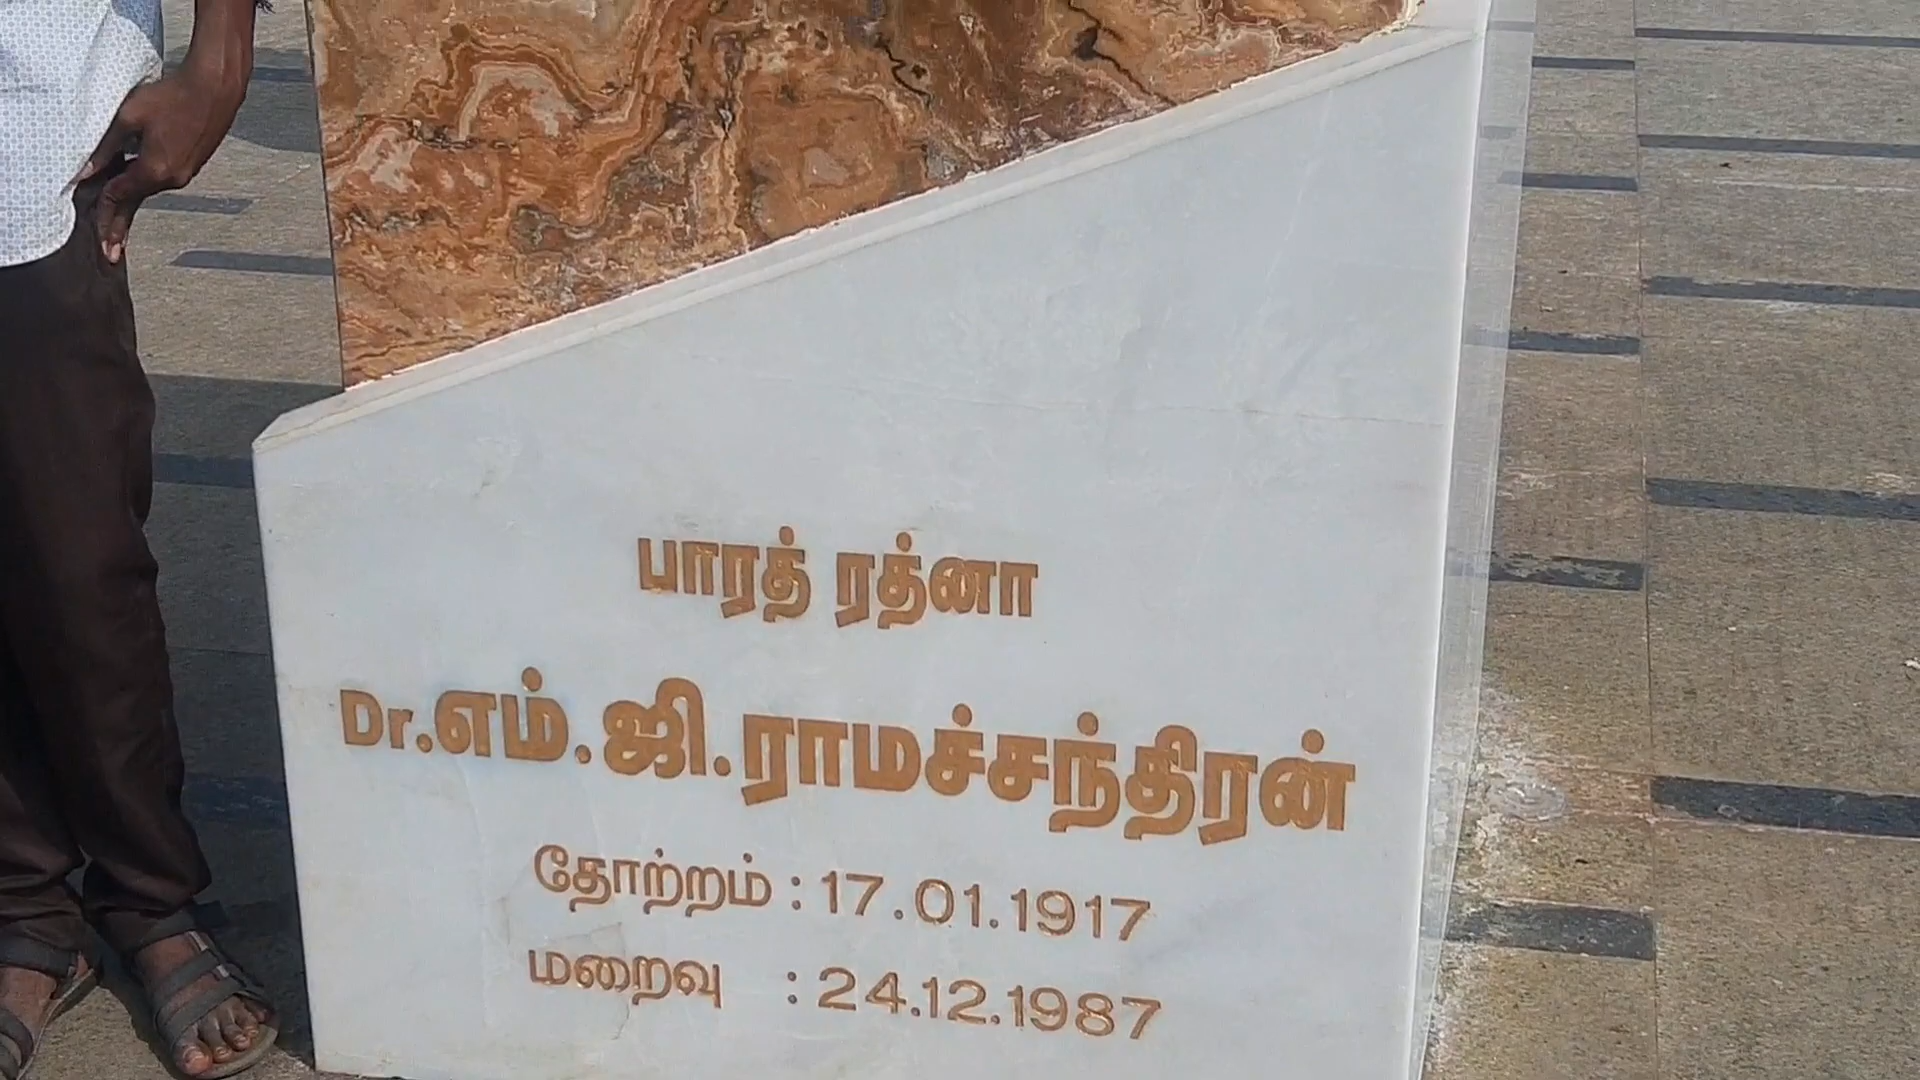 பாரத் ரத்னா
Dr.எம்.ஜி.ராமச்சந்திரன்
தோற்றம் : 17.01.1917
மறைவு : 24.12.1987